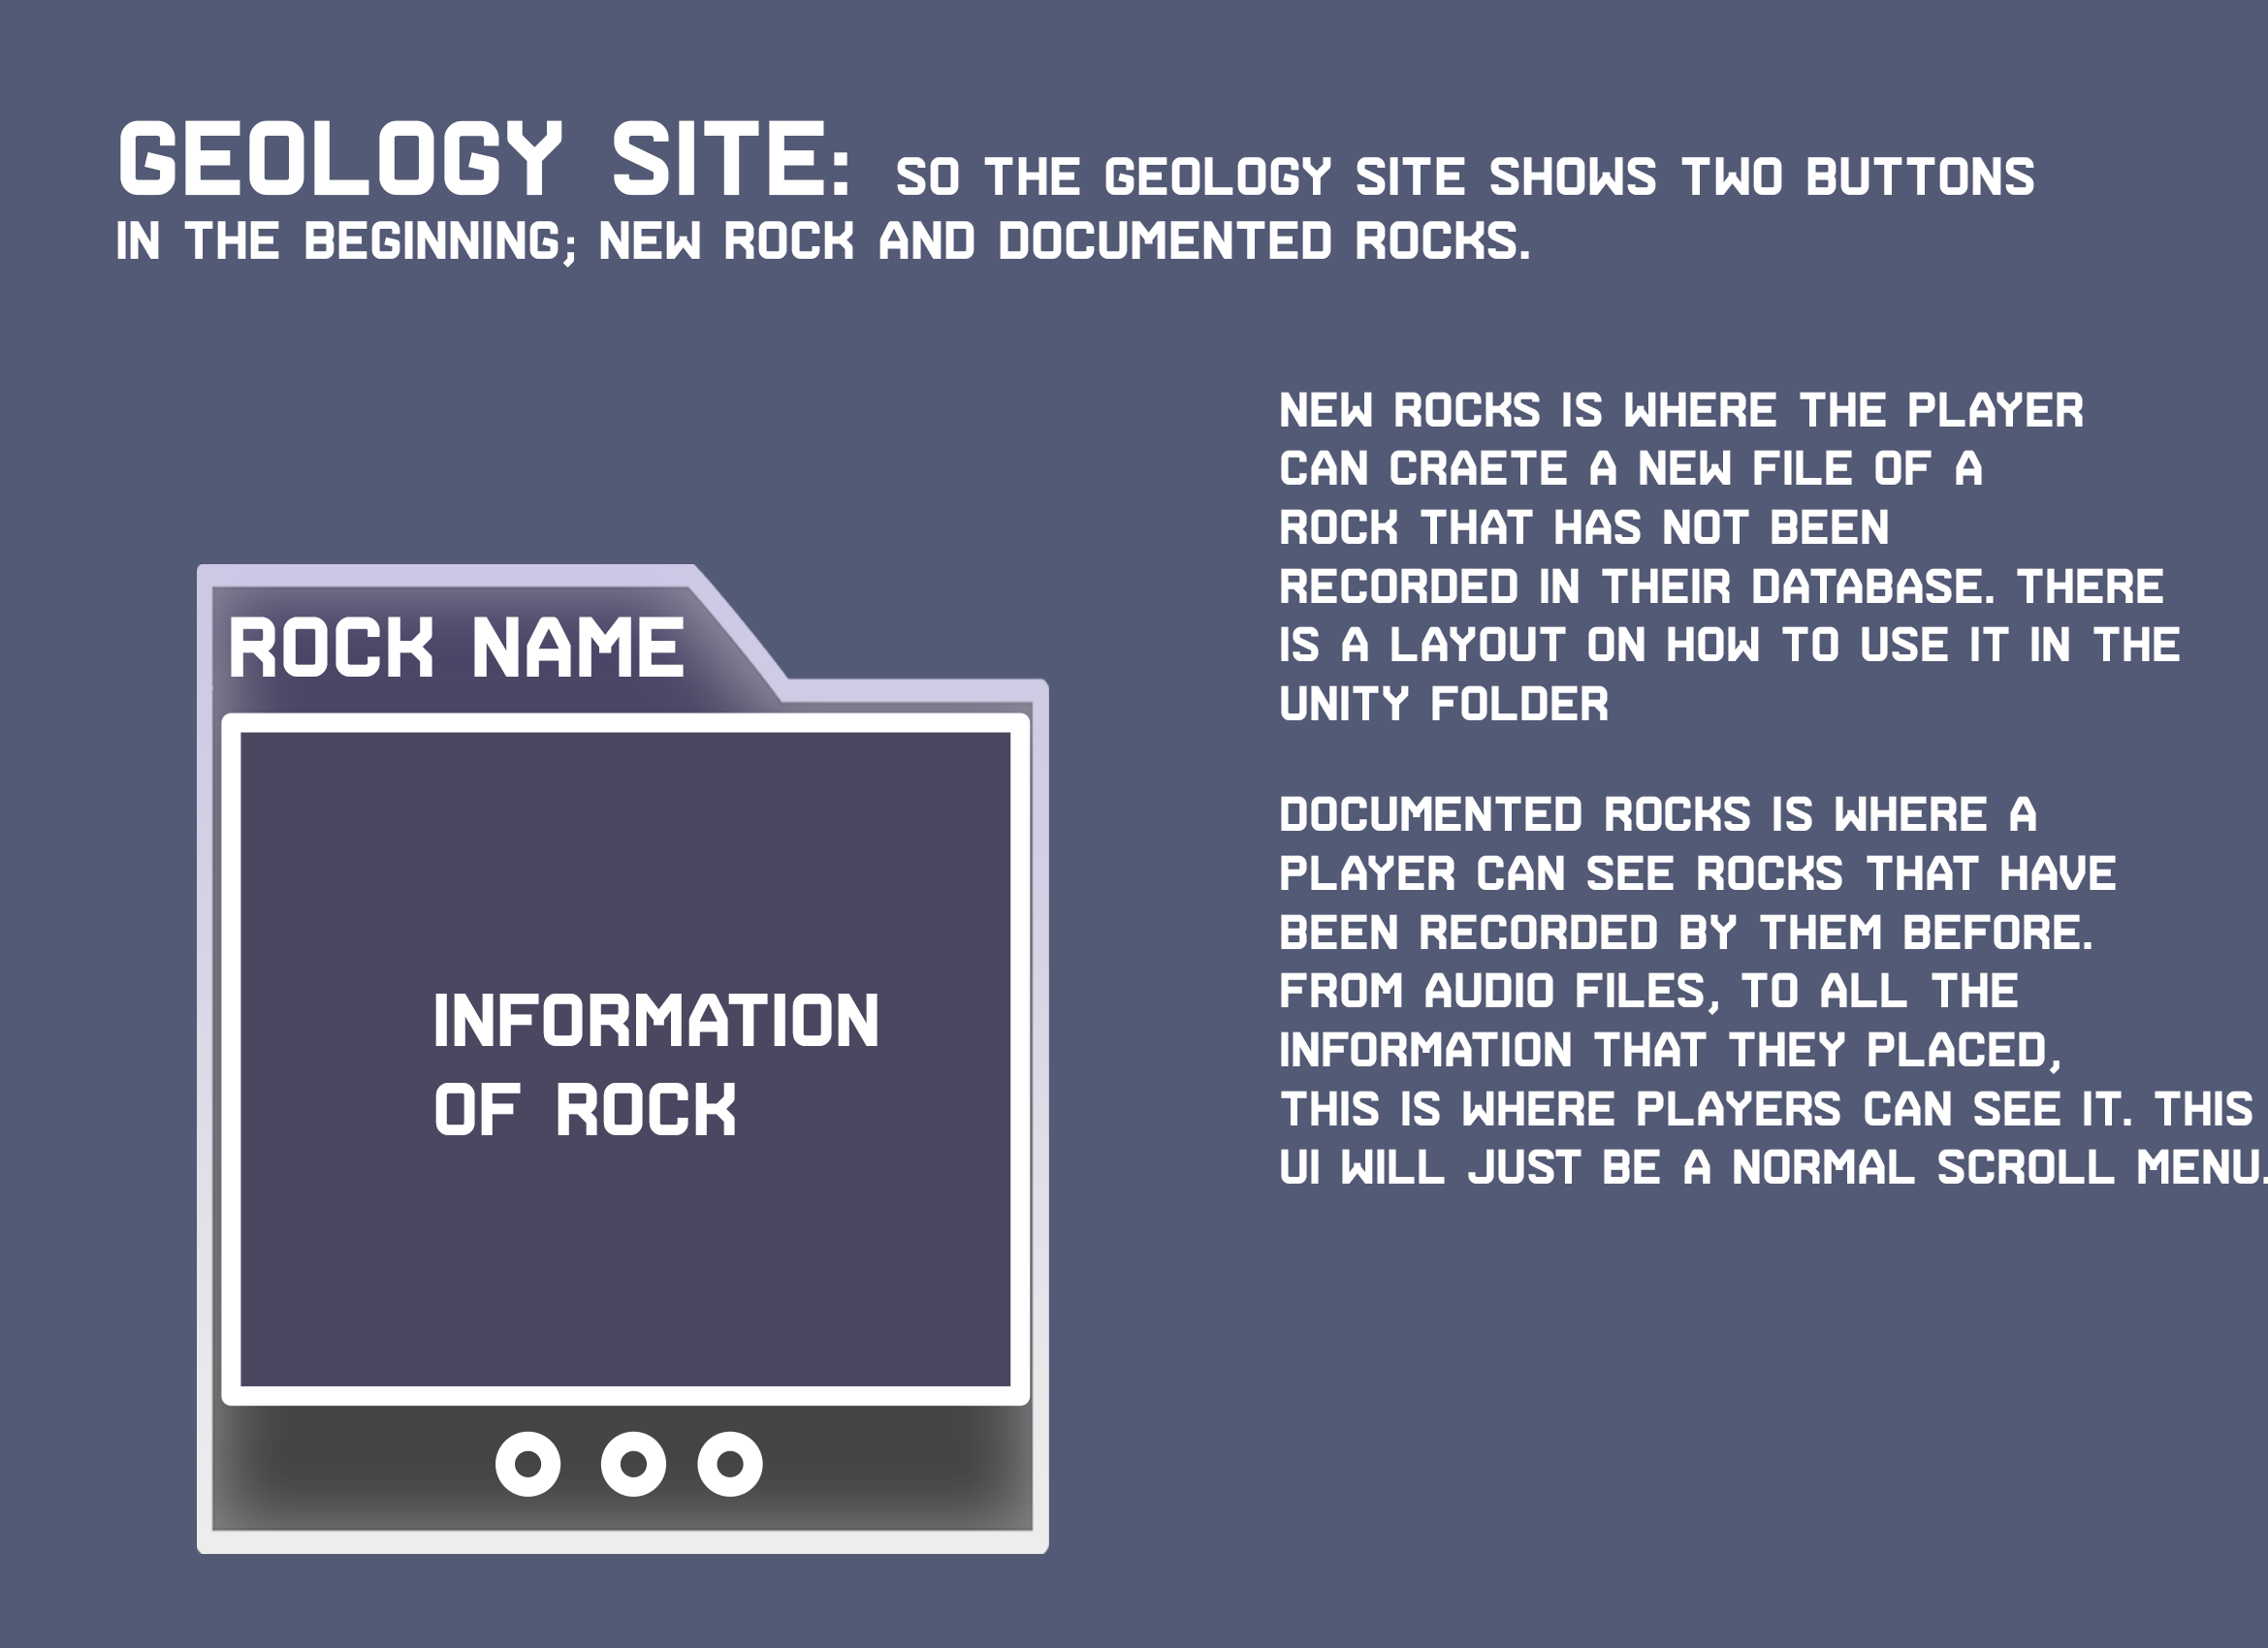 GEOLOGY SITE: SO THE GEOLOGY SITE SHOWS TWO BUTTONS
IN THE BEGINNING; NEW ROCK AND DOCUMENTED ROCKS.
NEW ROCKS IS WHERE THE PLAYER
CAN CRAETE A NEW FILE OF A
ROCK THAT HAS NOT BEEN
RECORDED IN THEIR DATABASE. THERE
IS A LAYOUT ON HOW TO USE IT IN THE
UNITY FOLDER
DOCUMENTED ROCKS IS WHERE A
PLAYER CAN SEE ROCKS THAT HAVE
BEEN RECORDED BY THEM BEFORE.
FROM AUDIO FILES, TO ALL THE
INFORMATION THAT THEY PLACED,
THIS IS WHERE PLAYERS CAN SEE IT. THIS
UI WILL JUST BE A NORMAL SCROLL MENU.
ROCK NAME
INFORMATION
OF ROCK